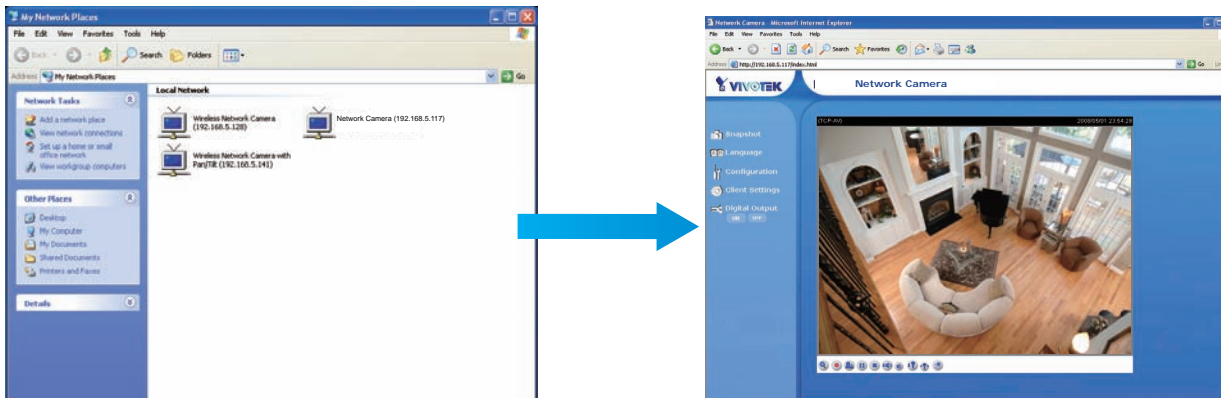 My Network Places
File Edit View Favorites Tools Help
Back Search Folders
Address My Network Places Go
Network Tasks
Add a network place
View network connections
Set up a home or small
office network
View workgroup computers
Other Places
Desktop
My Computer
My Documents
Shared Documents
Printers and Faxes
Details
Local Network
Wireless Network Camera
(192.168.5.128)
Network Camera (192.168.5.117)
Wireless Network Camera with
Pan/Tilt (192.168.5.141)
Network Camera - Microsoft Internet Explorer
File Edit View Favorites Tools Help
Back Search Favorites
Address http://192.168.5.117/index.html Go
VIVOTEK
Network Camera
Snapshot
Language
Configuration
Client Settings
Digital Output
ON OFF
(TCP-AV) 2008/05/01 23:54:29